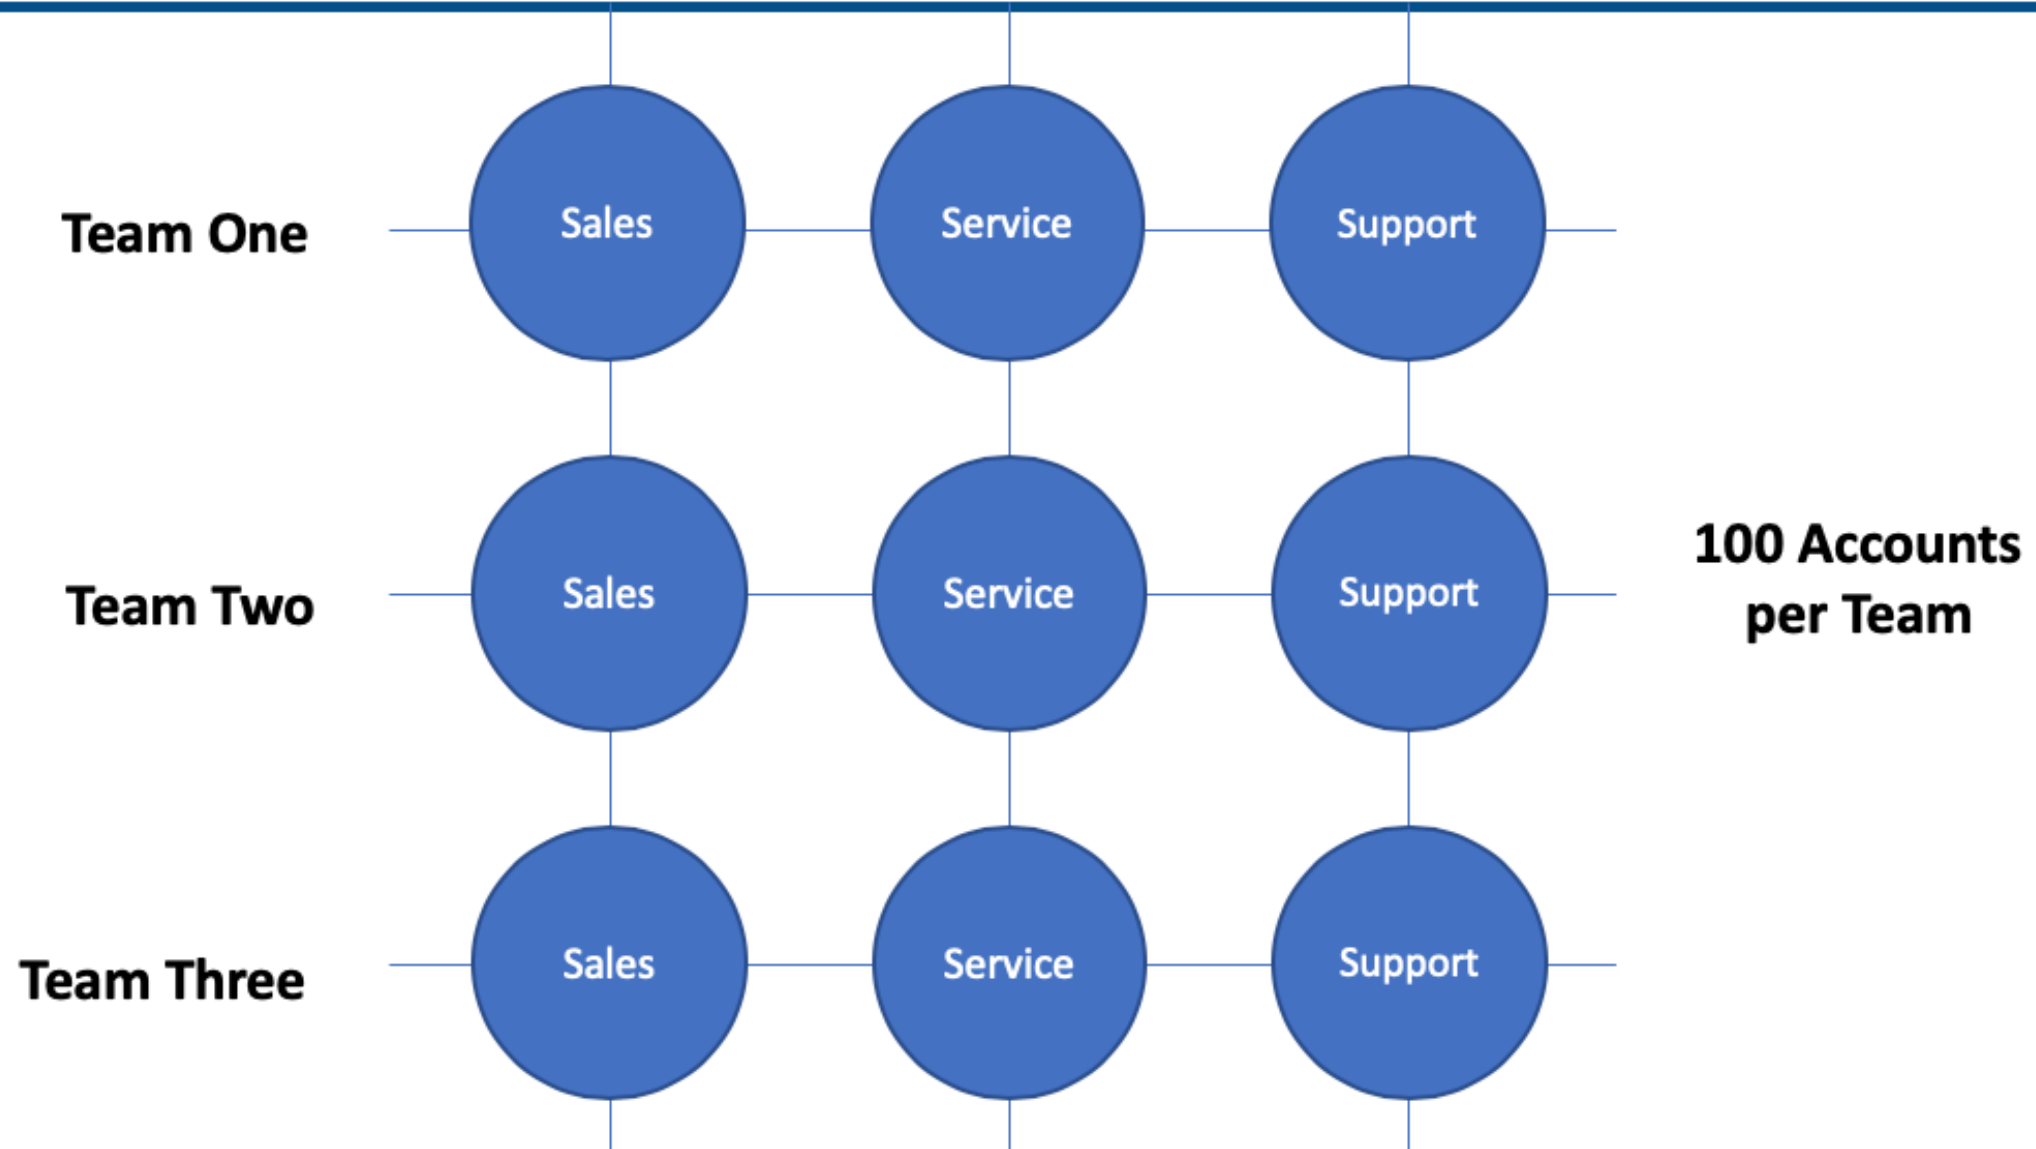 Team One
Sales
Service
Support
Team Two
Sales
Service
Support
100 Accounts
per Team
Team Three
Sales
Service
Support